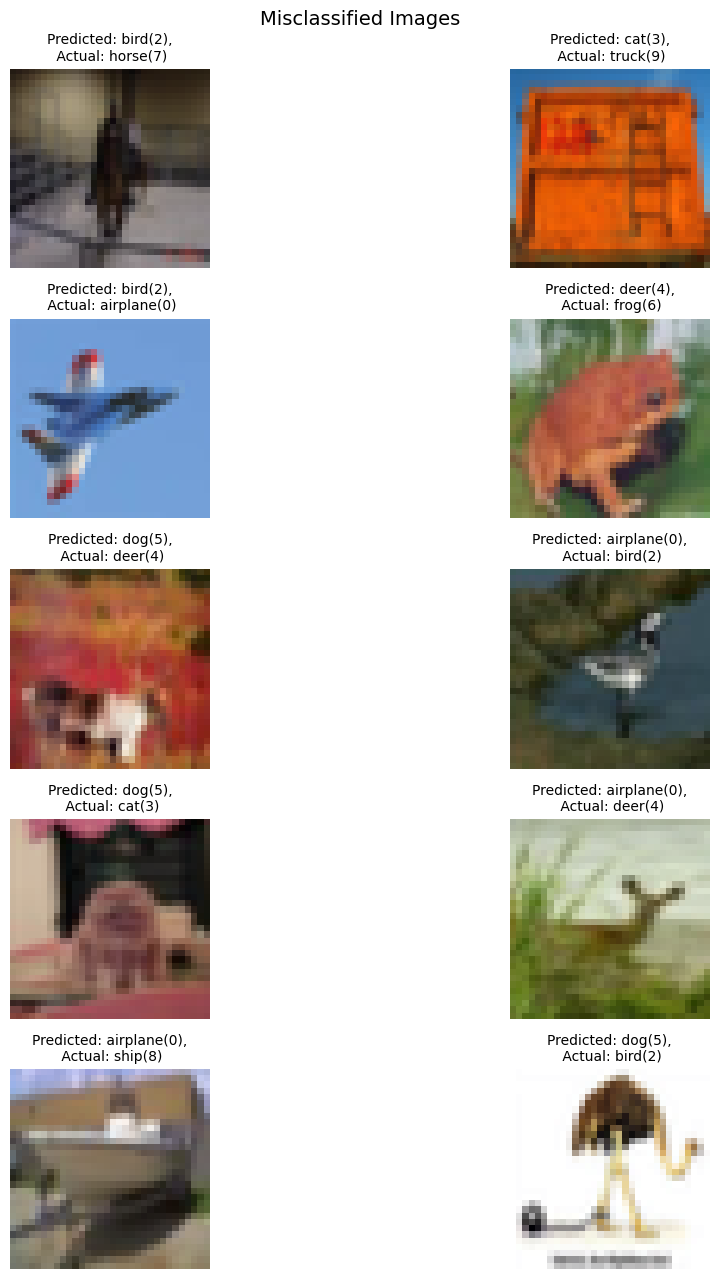 Misclassified Images
Predicted: bird(2),
Actual: horse(7)
Predicted: cat(3),
Actual: truck(9)
Predicted: bird(2),
Actual: airplane(0)
Predicted: deer(4),
Actual: frog(6)
Predicted: dog(5),
Actual: deer(4)
Predicted: airplane(0),
Actual: bird(2)
Predicted: dog(5),
Actual: cat(3)
Predicted: airplane(0),
Actual: deer(4)
Predicted: airplane(0),
Actual: ship(8)
Predicted: dog(5),
Actual: bird(2)